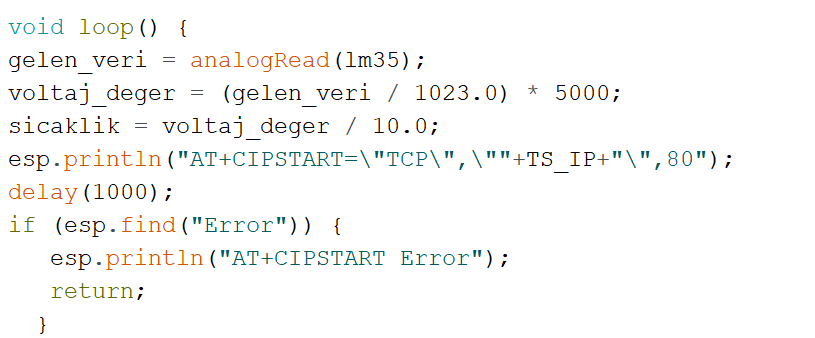 void loop() {
gelen_veri = analogRead(lm35);
voltaj_deger = (gelen_veri / 1023.0) * 5000;
sicaklik = voltaj_deger / 10.0;
esp.println("AT+CIPSTART=\"TCP\",\""+TS_IP+"\",80");
delay(1000);
if (esp.find("Error")) {
esp.println("AT+CIPSTART Error");
return;
}